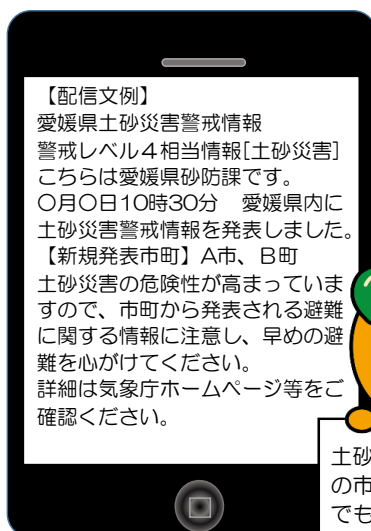 【配信文例】
愛媛県土砂災害警戒情報
警戒レベル４相当情報[土砂災害]
こちらは愛媛県砂防課です。
〇月〇日10時30分　愛媛県内に
土砂災害警戒情報を発表しました。
【新規発表市町】A市、Ｂ町
土砂災害の危険性が高まっていま
すので、市町から発表される避難
に関する情報に注意し、早めの避
難を心がけてください。
詳細は気象庁ホームページ等をご
確認ください。
土砂
の市
でも